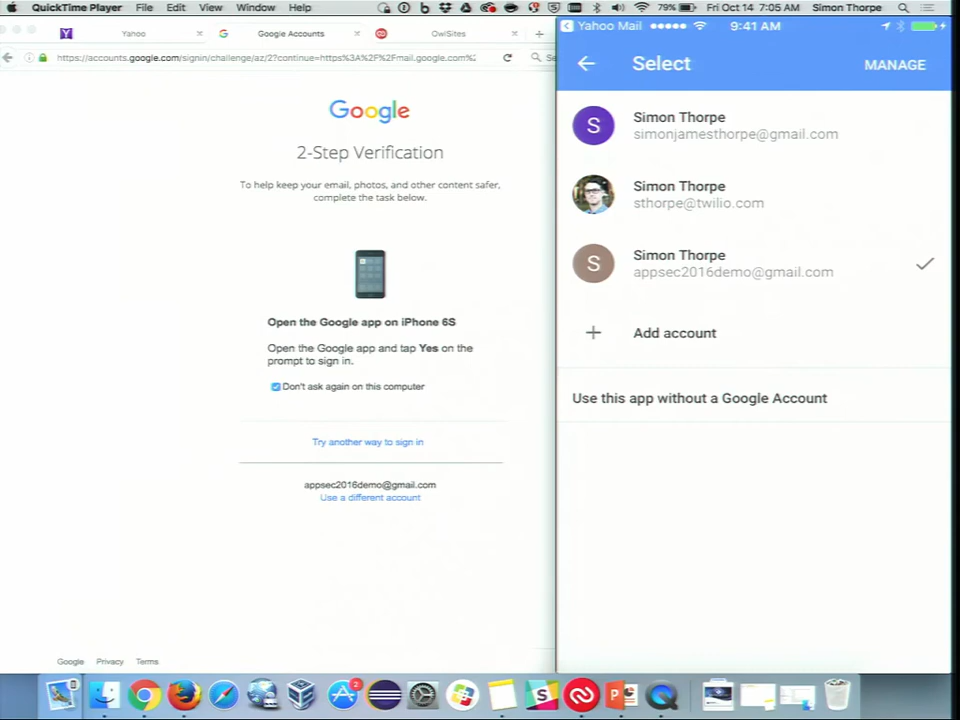 QuickTime Player File Edit View Window Help
79% Fri Oct 14 7:05 AM Simon Thorpe
Yahoo
Google Accounts
OwlSites
https://accounts.google.com/signin/challenge/az/2?continue=https%3A%2F%2Fmail.google.com%
Google
2-Step Verification
To help keep your email, photos, and other content safer,
complete the task below.
Open the Google app on iPhone 6S
Open the Google app and tap Yes on the
prompt to sign in.
Don't ask again on this computer
Try another way to sign in
appsec2016demo@gmail.com
Use a different account
Google Privacy Terms
Yahoo Mail 9:41 AM
Select
MANAGE
S
Simon Thorpe
simonjamesthorpe@gmail.com
Simon Thorpe
sthorpe@twilio.com
S
Simon Thorpe
appsec2016demo@gmail.com
Add account
Use this app without a Google Account